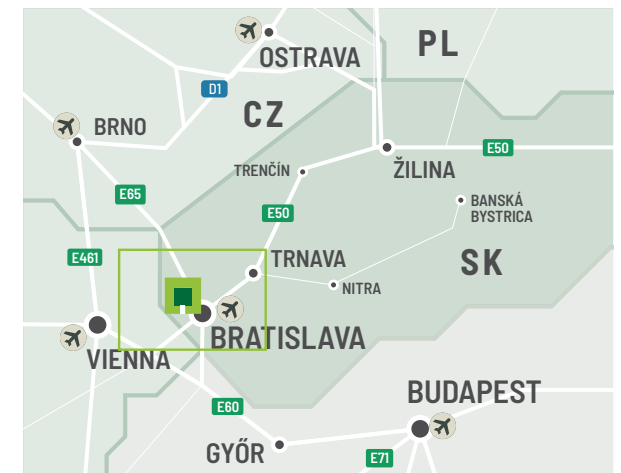 PL
OSTRAVA
D1
CZ
BRNO
E50
ŽILINA
TRENČÍN
E65
BANSKÁ
BYSTRICA
E50
E461
TRNAVA
SK
NITRA
BRATISLAVA
VIENNA
BUDAPEST
E60
GYŐR
E71